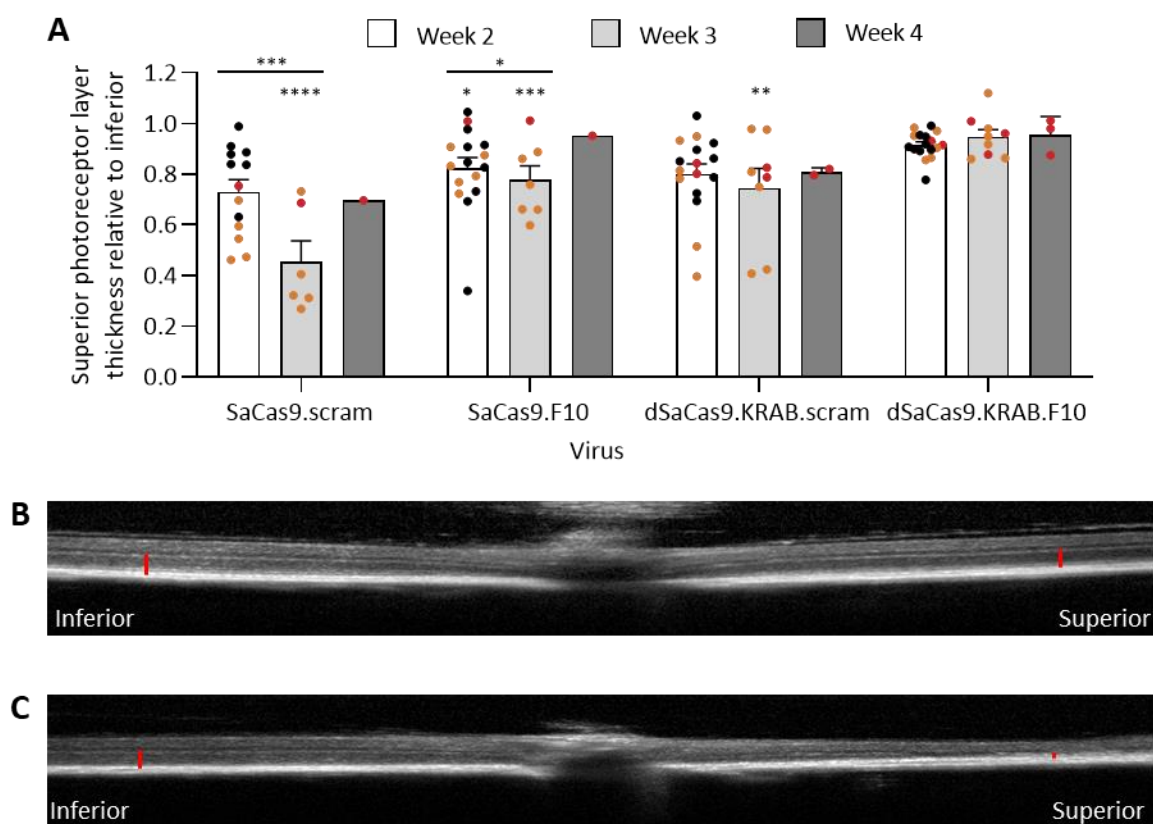 A
Week 2
Week 3
Week 4
Superior photoreceptor layer
thickness relative to inferior
1.2
1.0
0.8
0.6
0.4
0.2
0.0
***
****
*
*
***
**
SaCas9.scram
SaCas9.F10
dSaCas9.KRAB.scram
dSaCas9.KRAB.F10
Virus
B
Inferior
Superior
C
Inferior
Superior